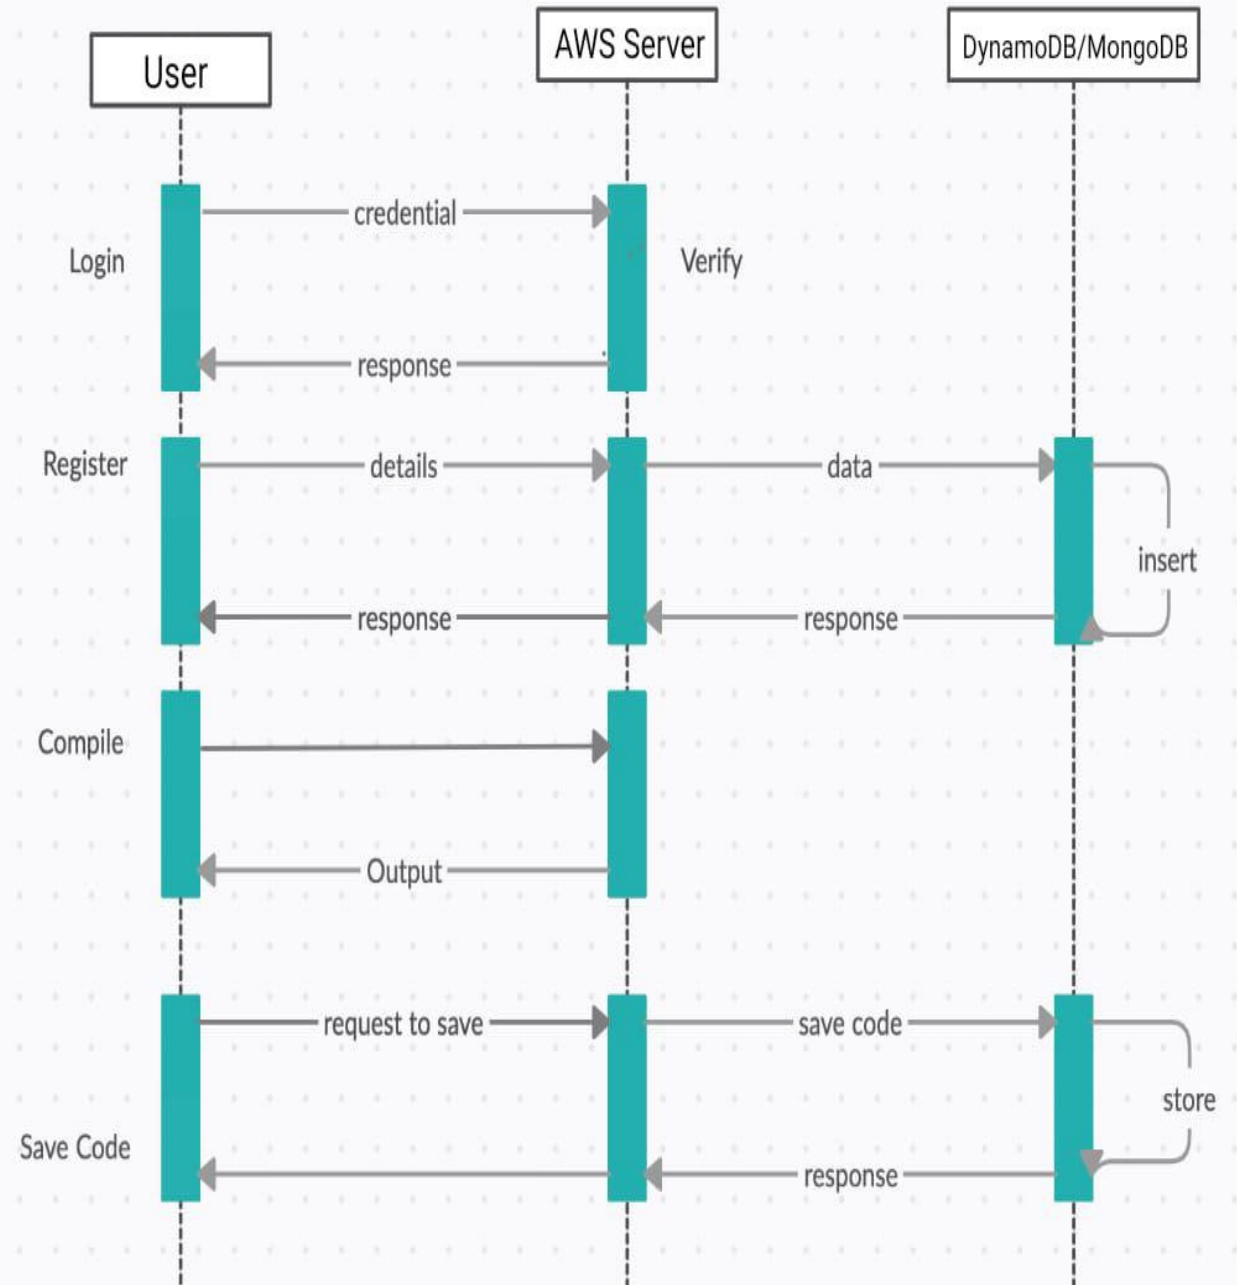 User
AWS Server
DynamoDB/MongoDB
credential
Login
Verify
response
Register
details
data
insert
response
response
Compile
Output
request to save
save code
store
Save Code
response